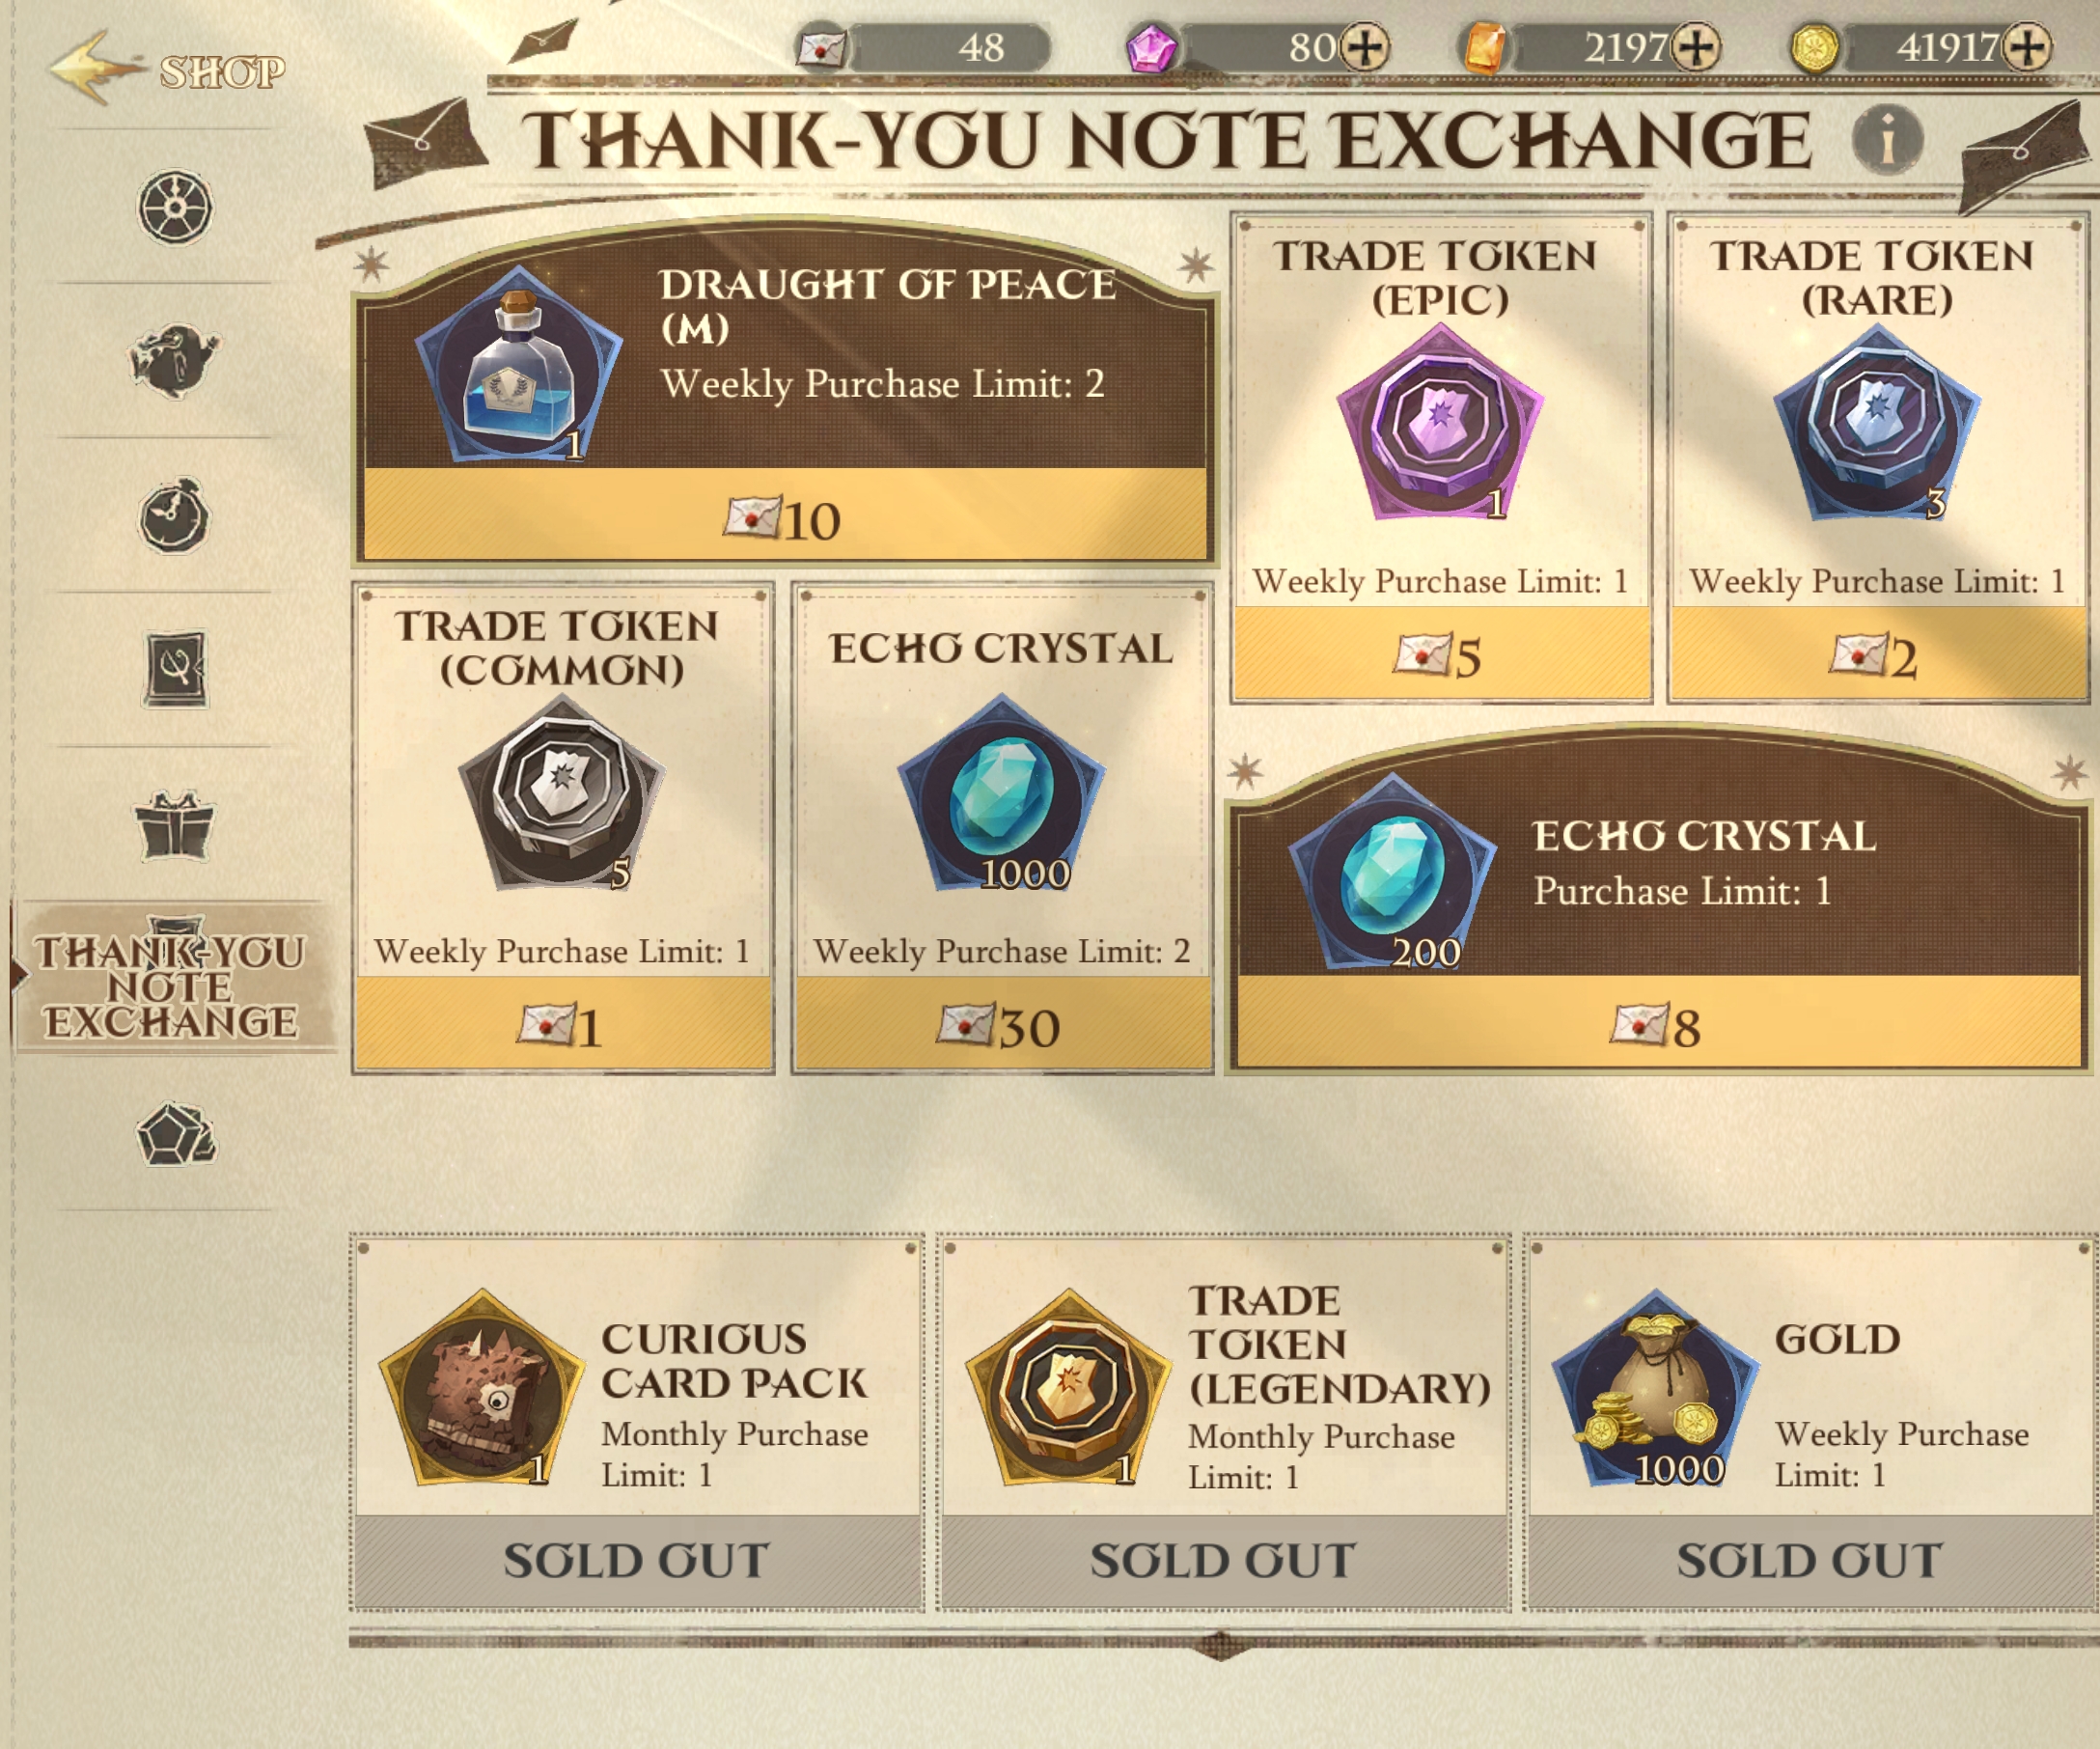 SHOP
48
80
2197
41917
THANK-YOU NOTE EXCHANGE
i
DRAUGHT OF PEACE
(M)
Weekly Purchase Limit: 2
1
10
TRADE TOKEN
(EPIC)
1
Weekly Purchase Limit: 1
5
TRADE TOKEN
(RARE)
3
Weekly Purchase Limit: 1
2
TRADE TOKEN
(COMMON)
5
Weekly Purchase Limit: 1
1
ECHO CRYSTAL
1000
Weekly Purchase Limit: 2
30
ECHO CRYSTAL
Purchase Limit: 1
200
8
THANK-YOU
NOTE
EXCHANGE
CURIOUS
CARD PACK
Monthly Purchase
Limit: 1
1
SOLD OUT
TRADE
TOKEN
(LEGENDARY)
Monthly Purchase
Limit: 1
1
SOLD OUT
GOLD
Weekly Purchase
Limit: 1
1000
SOLD OUT